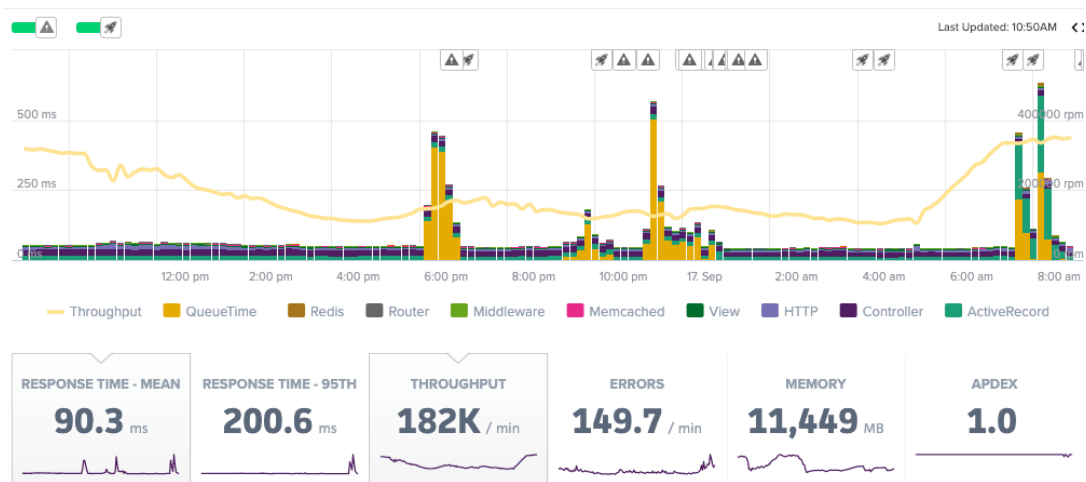 Last Updated: 10:50AM
500 ms
400000 rpm
250 ms
200000 rpm
0 ms
0 rpm
12:00 pm 2:00 pm 4:00 pm 6:00 pm 8:00 pm 10:00 pm 17. Sep 2:00 am 4:00 am 6:00 am 8:00 am
Throughput QueueTime Redis Router Middleware Memcached View HTTP Controller ActiveRecord
RESPONSE TIME - MEAN
90.3 ms
RESPONSE TIME - 95TH
200.6 ms
THROUGHPUT
182K / min
ERRORS
149.7 / min
MEMORY
11,449 MB
APDEX
1.0